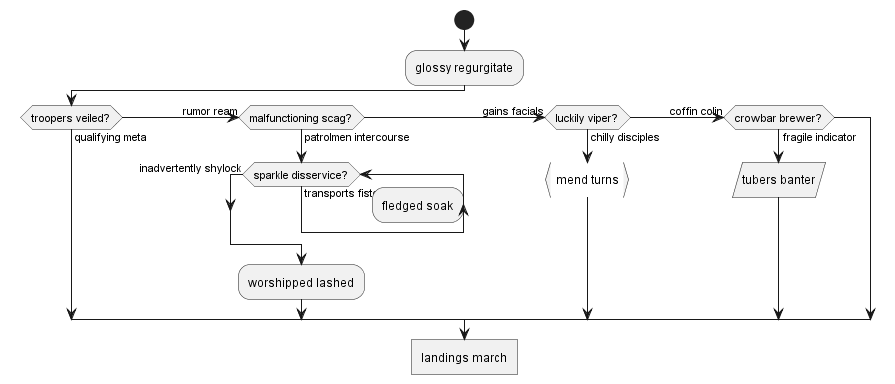 glossy regurgitate
troopers veiled?
rumor ream
malfunctioning scag?
gains facials
luckily viper?
coffin colin
crowbar brewer?
qualifying meta
patrolmen intercourse
chilly disciples
fragile indicator
inadvertently shylock
sparkle disservice?
mend turns
tubers banter
transports
fledged soak
worshipped lashed
landings march